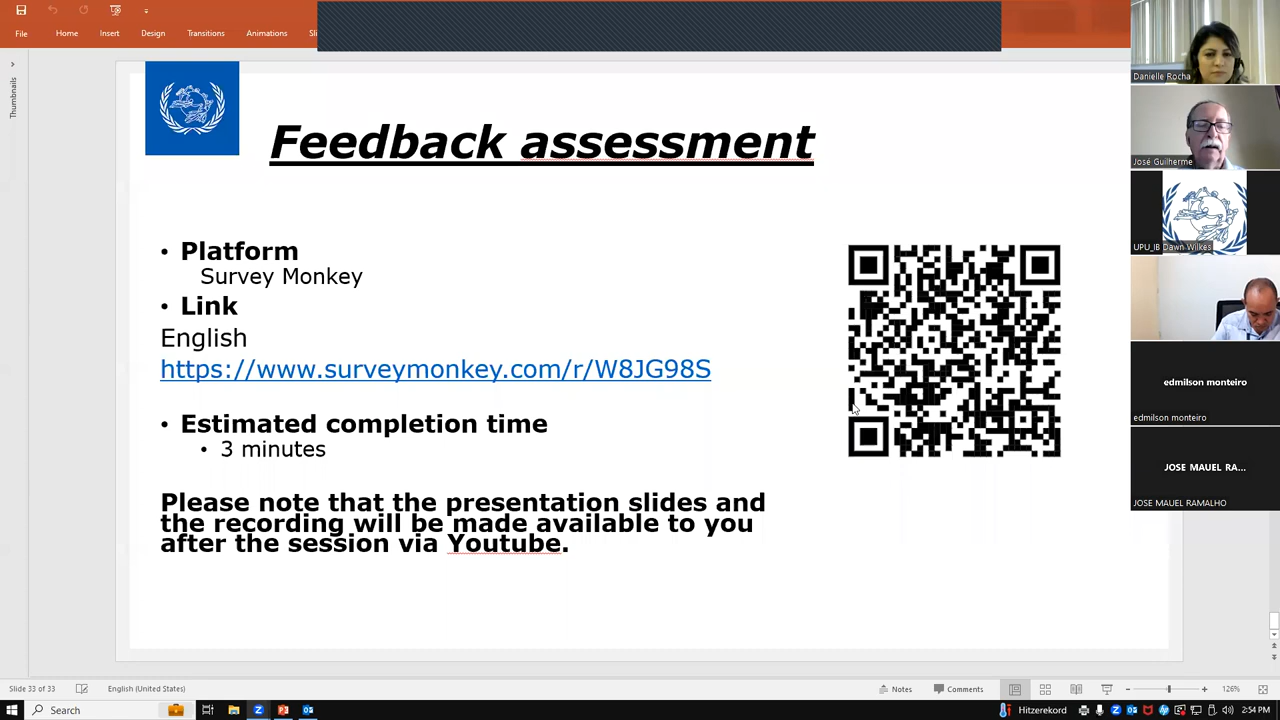 File
Home
Insert
Design
Transitions
Animations
Sli
Thumbnails
Feedback assessment
• Platform
Survey Monkey
• Link
English
https://www.surveymonkey.com/r/W8JG98S
• Estimated completion time
• 3 minutes
Please note that the presentation slides and
the recording will be made available to you
after the session via Youtube.
Danielle Rocha
José Guilherme
UPU_IB Dawn Wilkes
edmilson monteiro
edmilson monteiro
JOSE MAUEL RA...
JOSE MAUEL RAMALHO
Slide 33 of 33
English (United States)
Notes
Comments
126%
Search
Hitzerekord
2:54 PM